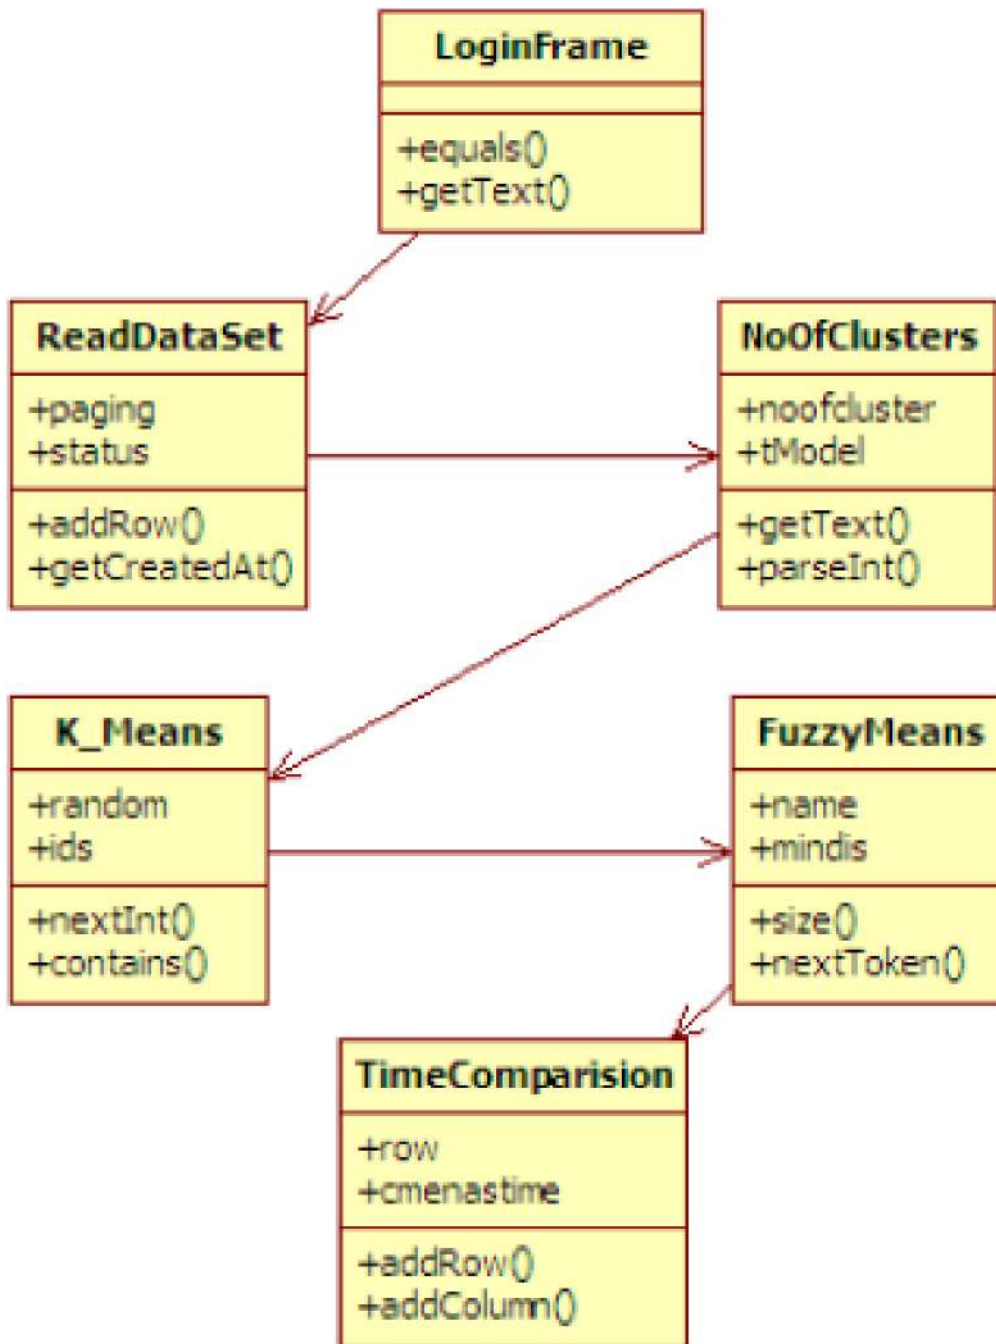 LoginFrame
+equals()
+getText()
ReadDataSet
+paging
+status
+addRow()
+getCreatedAt()
NoOfClusters
+noofcluster
+tModel
+getText()
+parseInt()
K_Means
+random
+ids
+nextInt()
+contains()
FuzzyMeans
+name
+mindis
+size()
+nextToken()
TimeComparision
+row
+cmenastime
+addRow()
+addColumn()